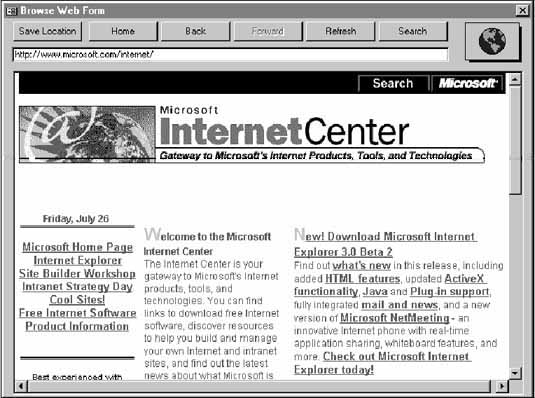 Browse Web Form
Save Location
Home
Back
Forward
Refresh
Search
http://www.microsoft.com/internet/
Search
Microsoft
Microsoft
InternetCenter
Gateway to Microsoft's Internet Products, Tools, and Technologies
Friday, July 26
Microsoft Home Page
Internet Explorer
Site Builder Workshop
Intranet Strategy Day
Cool Sites!
Free Internet Software
Product Information
Best experienced with
Welcome to the Microsoft
Internet Center
The Internet Center is your
gateway to Microsoft's Internet
products, tools, and
technologies. You can find
links to download free Internet
software, discover resources
to help you build and manage
your own Internet and intranet
sites, and find out the latest
news about what Microsoft is
New! Download Microsoft Internet
Explorer 3.0 Beta 2
Find out what's new in this release, including
added HTML features, updated ActiveX
functionality, Java and Plug-in support,
fully integrated mail and news, and a new
version of Microsoft NetMeeting - an
innovative Internet phone with real-time
application sharing, whiteboard features, and
more. Check out Microsoft Internet
Explorer today!